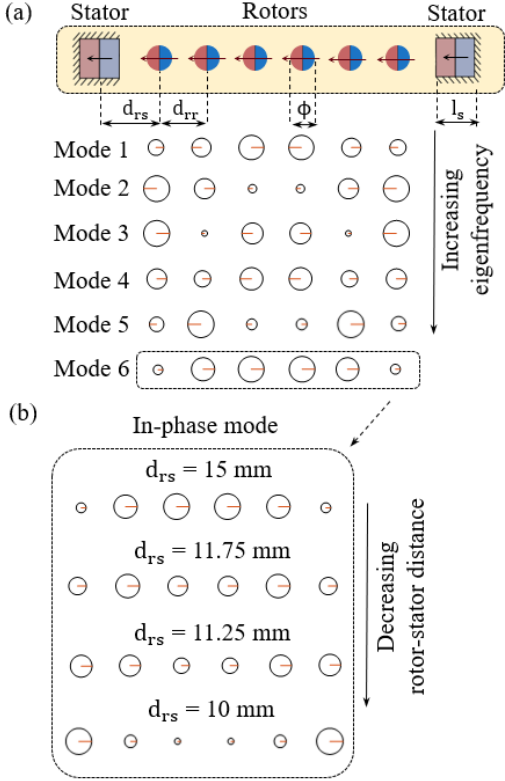 (a)
Stator Rotors Stator
d_rs d_rr ϕ l_s
Mode 1
Mode 2
Mode 3
Mode 4
Mode 5
Mode 6
Increasing
eigenfrequency
(b)
In-phase mode
d_rs = 15 mm
d_rs = 11.75 mm
d_rs = 11.25 mm
d_rs = 10 mm
Decreasing
rotor-stator distance